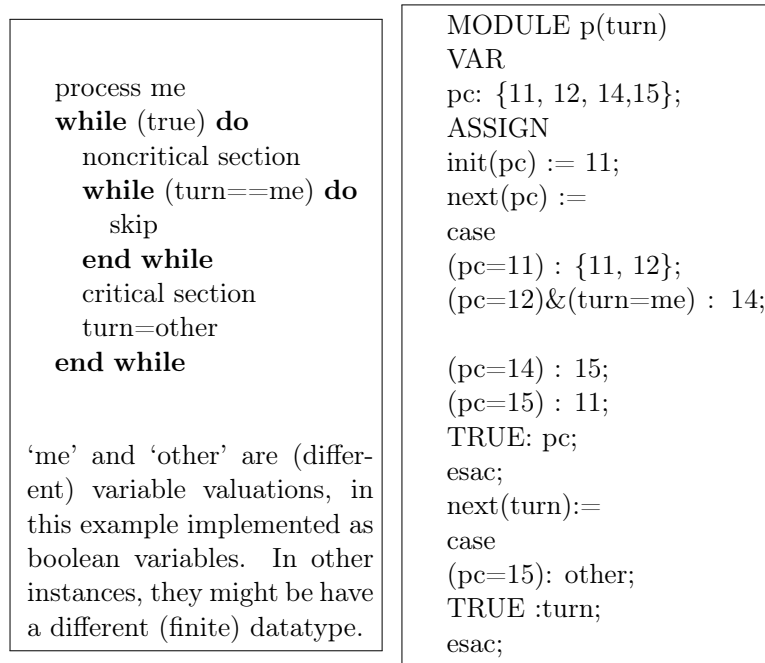 process me
while (true) do
noncritical section
while (turn==me) do
skip
end while
critical section
turn=other
end while
‘me’ and ‘other’ are (differ-
ent) variable valuations, in
this example implemented as
boolean variables. In other
instances, they might be have
a different (finite) datatype.
MODULE p(turn)
VAR
pc: {11, 12, 14,15};
ASSIGN
init(pc) := 11;
next(pc) :=
case
(pc=11) : {11, 12};
(pc=12)&(turn=me) : 14;
(pc=14) : 15;
(pc=15) : 11;
TRUE: pc;
esac;
next(turn):=
case
(pc=15): other;
TRUE :turn;
esac;